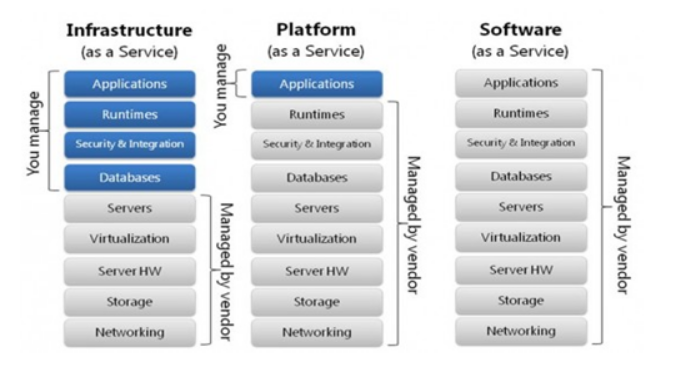 Infrastructure
(as a Service)
You manage
Applications
Runtimes
Security & Integration
Databases
Servers
Virtualization
Server HW
Storage
Networking
Managed by vendor
Platform
(as a Service)
You manage
Applications
Runtimes
Security & Integration
Databases
Servers
Virtualization
Server HW
Storage
Networking
Managed by vendor
Software
(as a Service)
Applications
Runtimes
Security & Integration
Databases
Servers
Virtualization
Server HW
Storage
Networking
Managed by vendor